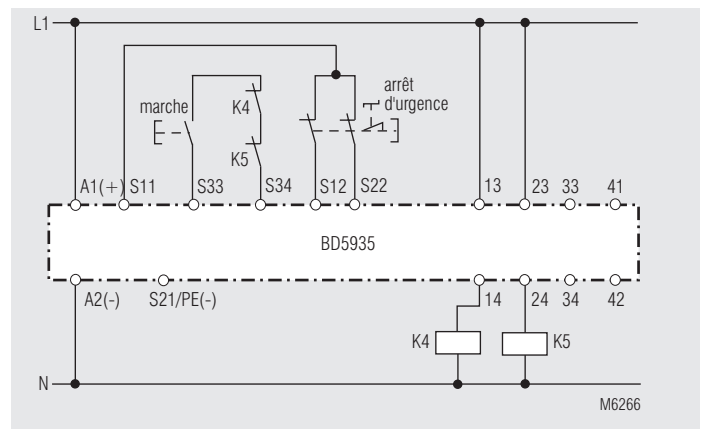 L1
arrêt
d'urgence
marche
K4
K5
A1(+) S11 S33 S34 S12 S22 13 23 33 41
BD5935
A2(-) S21/PE(-) 14 24 34 42
K4 K5
N
M6266